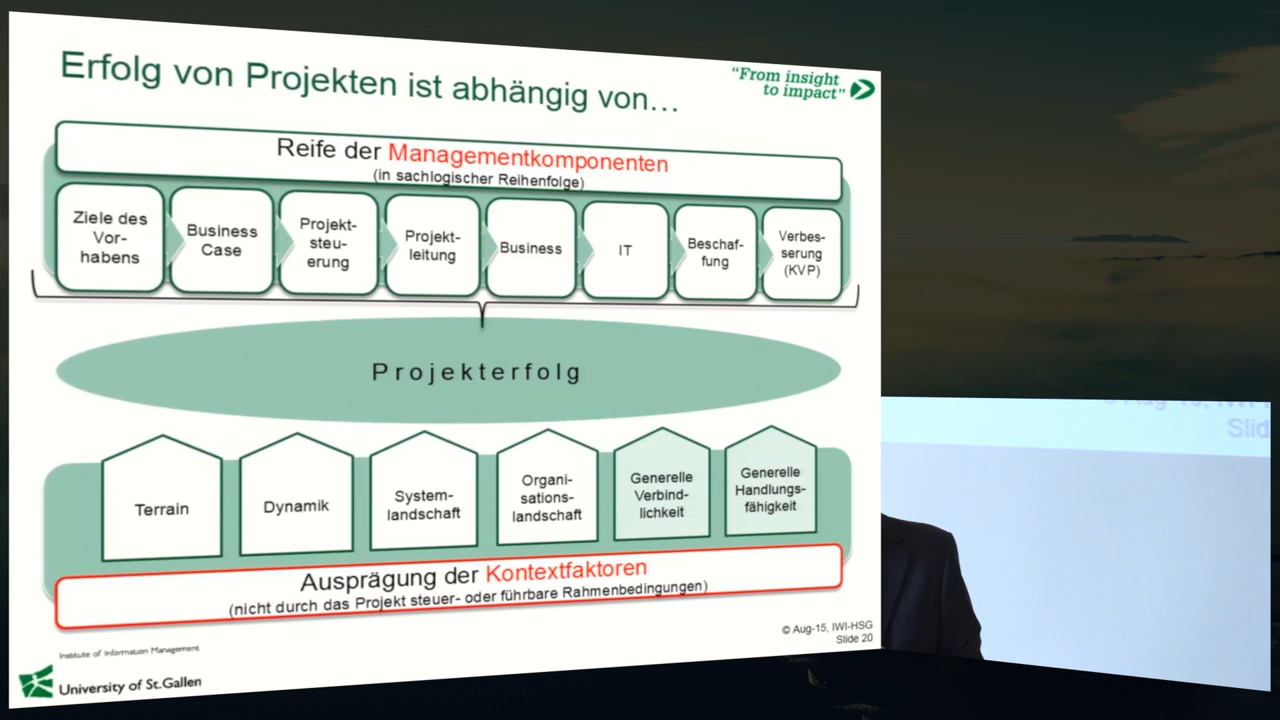 Erfolg von Projekten ist abhängig von…
"From insight
to impact"
Reife der Managementkomponenten
(in sachlogischer Reihenfolge)
Ziele des
Vor-
habens
Business
Case
Projekt-
steu-
erung
Projekt-
leitung
Business
IT
Beschaf-
fung
Verbes-
serung
(KVP)
Projekterfolg
Terrain
Dynamik
System-
landschaft
Organi-
sations-
landschaft
Generelle
Verbind-
lichkeit
Generelle
Handlungs-
fähigkeit
Ausprägung der Kontextfaktoren
(nicht durch das Projekt steuer- oder führbare Rahmenbedingungen)
© Aug-15, IWI-HSG
Slide 20
Institute of Information Management
University of St.Gallen
Slid